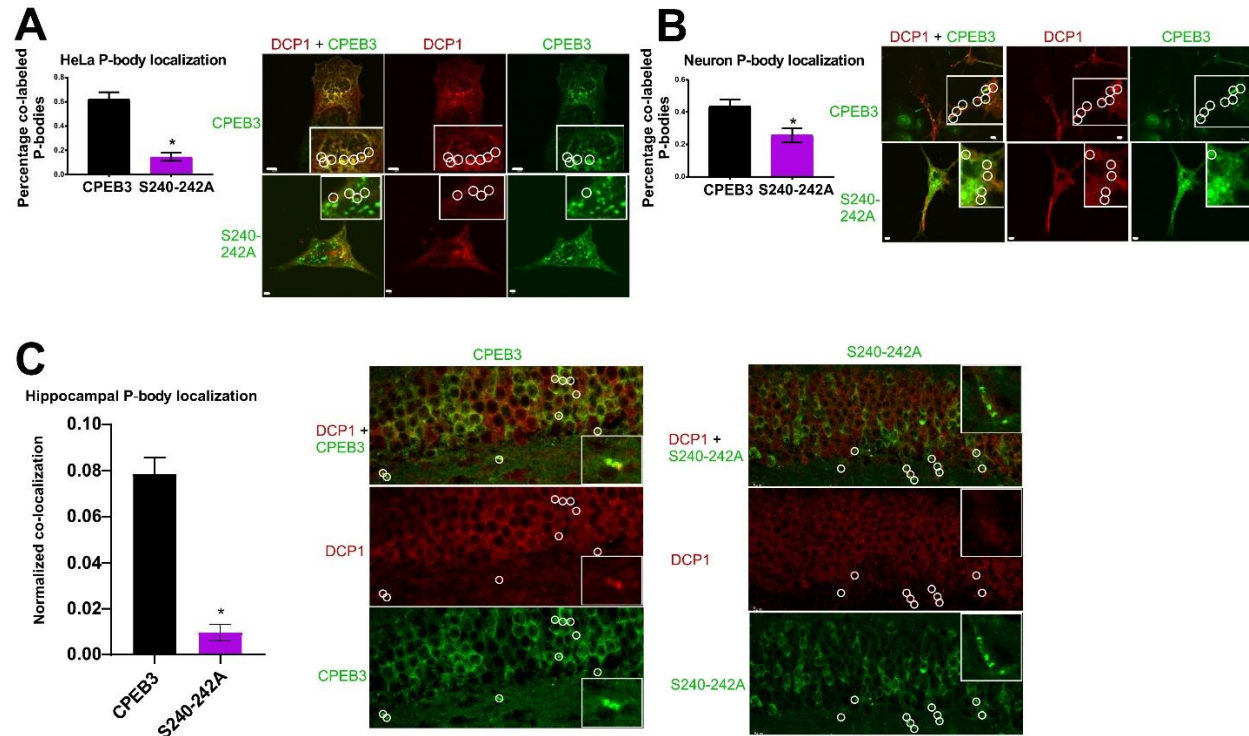 A
HeLa P-body localization
Percentage co-labeled
P-bodies
0.8
0.6
0.4
0.2
0.0
*
CPEB3 S240-242A
DCP1 + CPEB3 DCP1 CPEB3
CPEB3
S240-
242A
B
Neuron P-body localization
Percentage co-labeled
P-bodies
0.6
0.4
0.2
0.0
*
CPEB3 S240-242A
DCP1 + CPEB3 DCP1 CPEB3
CPEB3
S240-
242A
C
Hippocampal P-body localization
Normalized co-localization
0.10
0.08
0.06
0.04
0.02
0.00
*
CPEB3
S240-242A
CPEB3
DCP1 +
CPEB3
DCP1
CPEB3
S240-242A
DCP1 +
S240-242A
DCP1
S240-242A